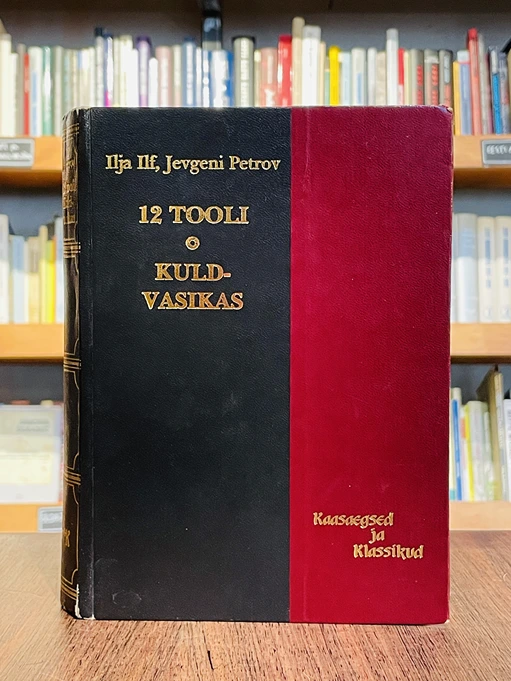 Ilja Ilf, Jevgeni Petrov
12 TOOLI
KULD-
VASIKAS
Kaasaegsed
ja
Klassikud